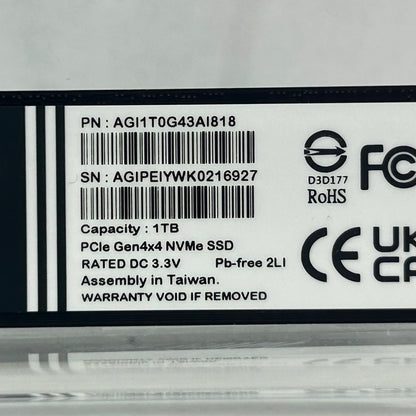 PN : AGI1T0G43AI818
SN : AGIPEIYWK0216927
Capacity : 1TB
PCIe Gen4x4 NVMe SSD
RATED DC 3.3V Pb-free 2LI
Assembly in Taiwan.
WARRANTY VOID IF REMOVED
D3D177
RoHS
FC
CE
UK
CA